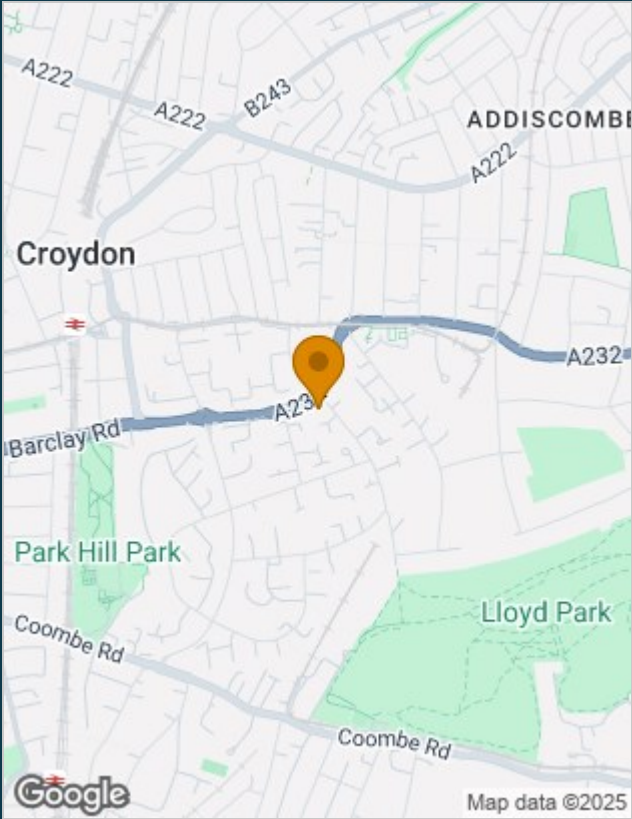 A222
A222
B243
ADDISCOMBE
A222
Croydon
A232
Barclay Rd
Park Hill Park
Lloyd Park
Coombe Rd
Coombe Rd
Google
Map data ©2025